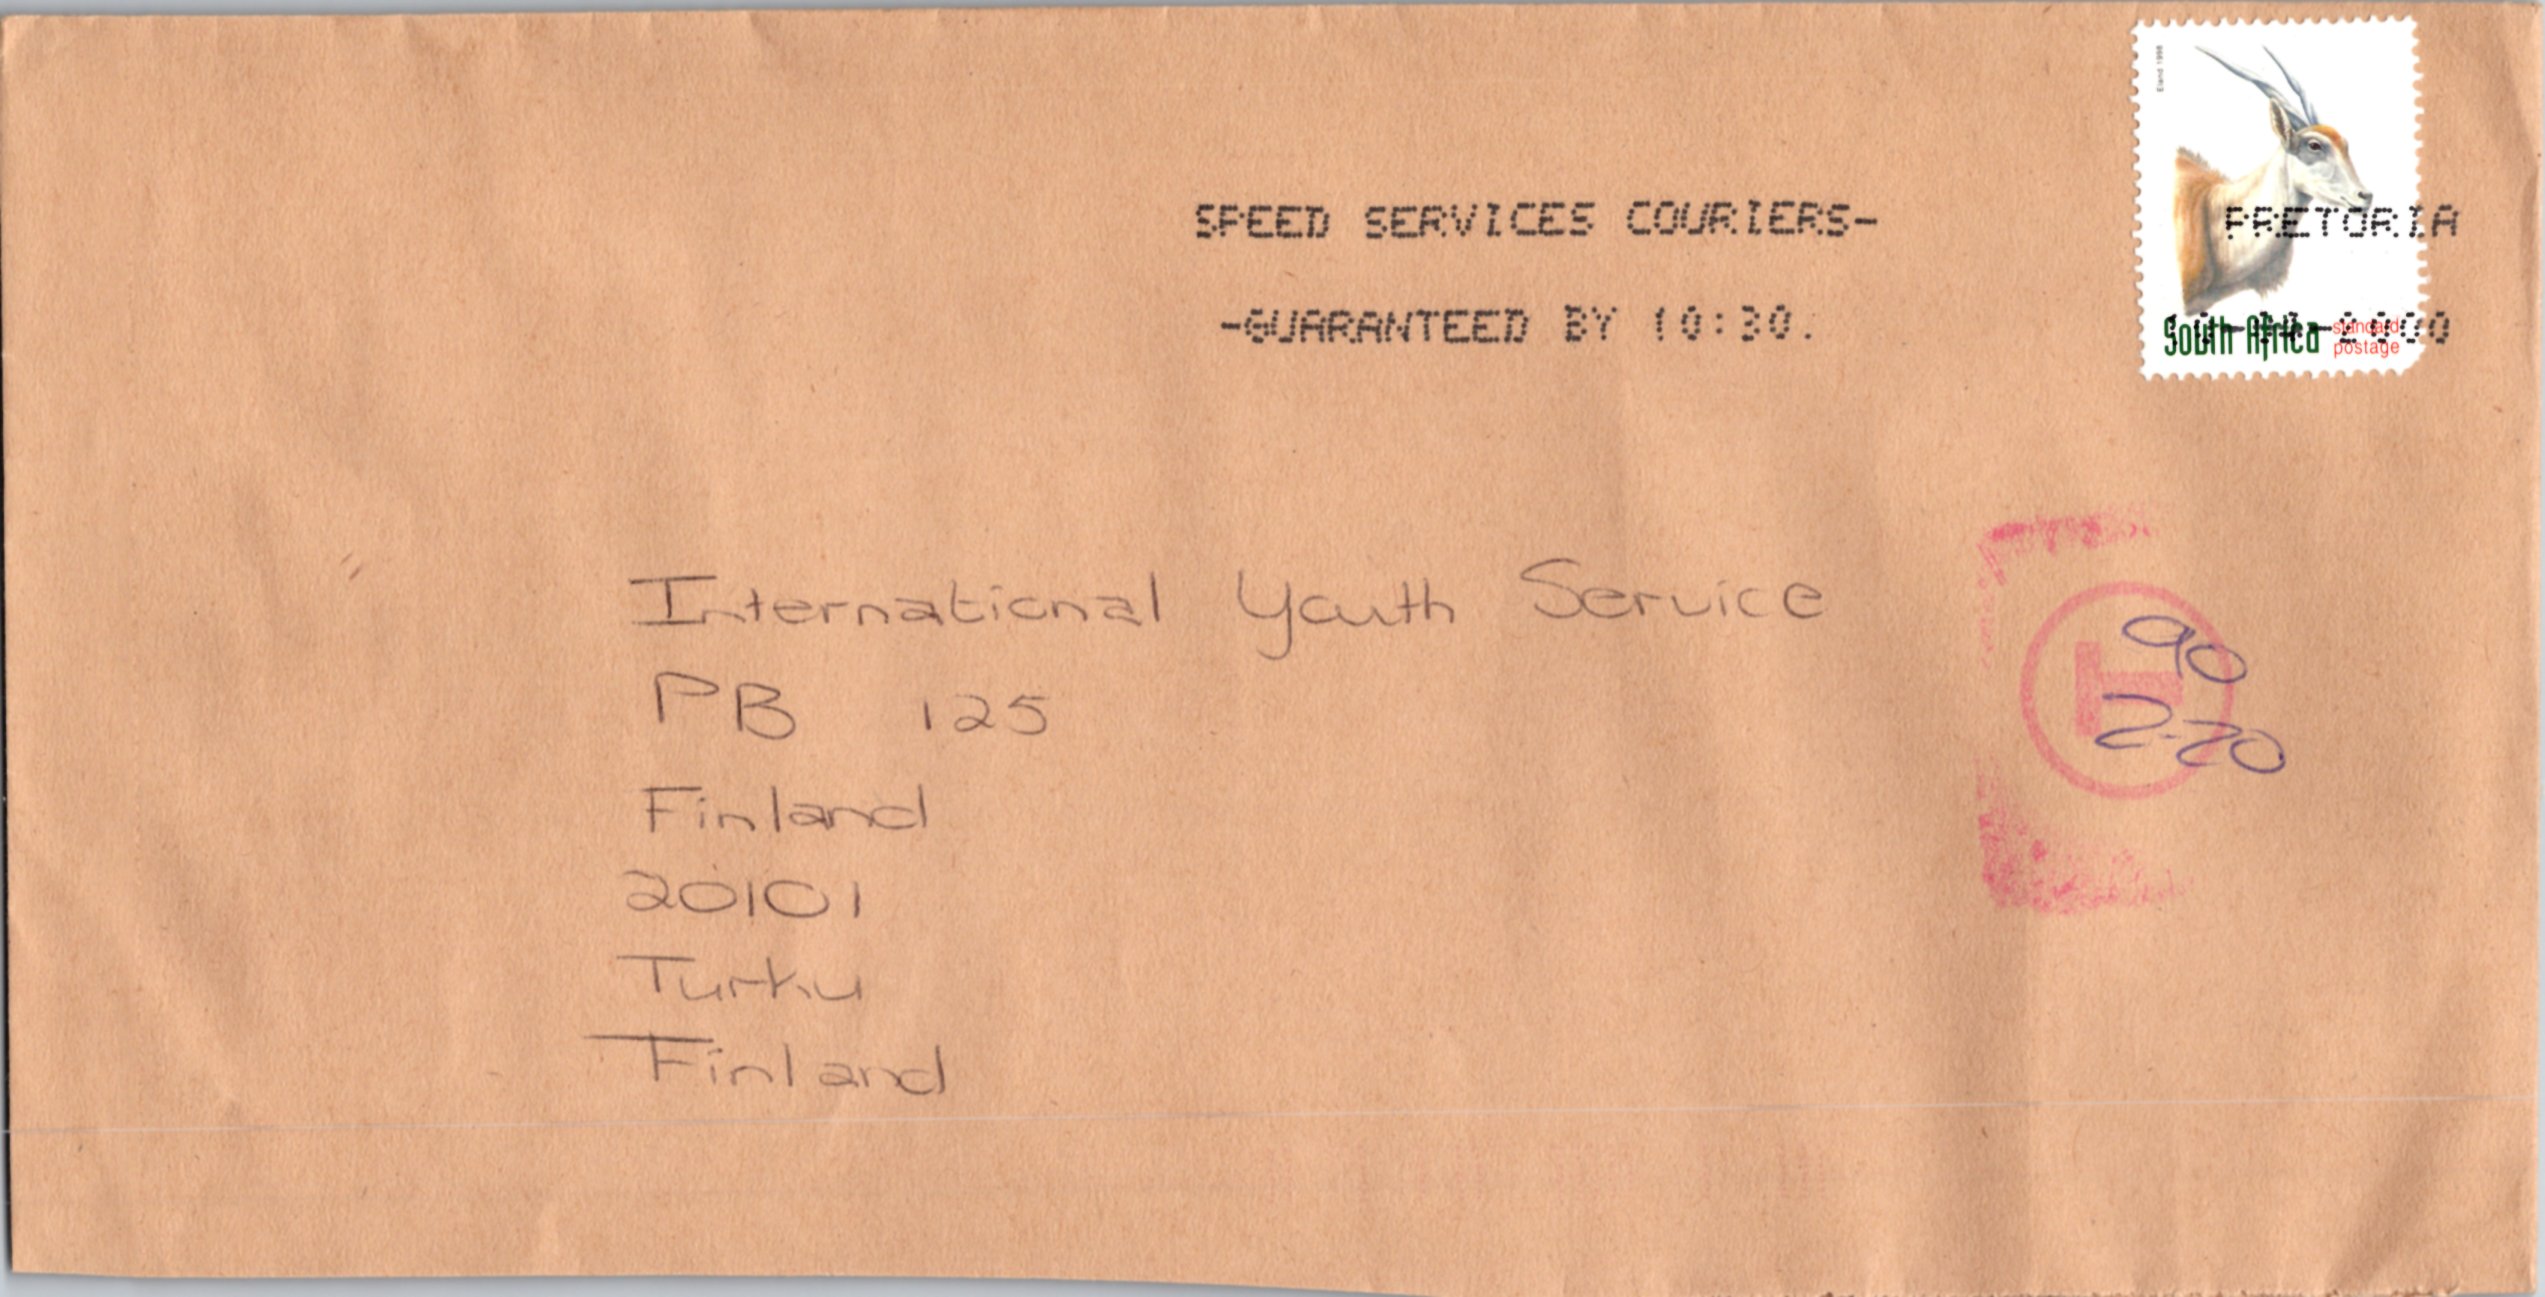 Eland 1998
SPEED SERVICES COURIERS-
PRETORIA
-GUARANTEED BY 10:30.
2000
South Africa standard
postage
International Youth Service
PB 125
Finland
20101
Turku
Finland
T
90
2-20